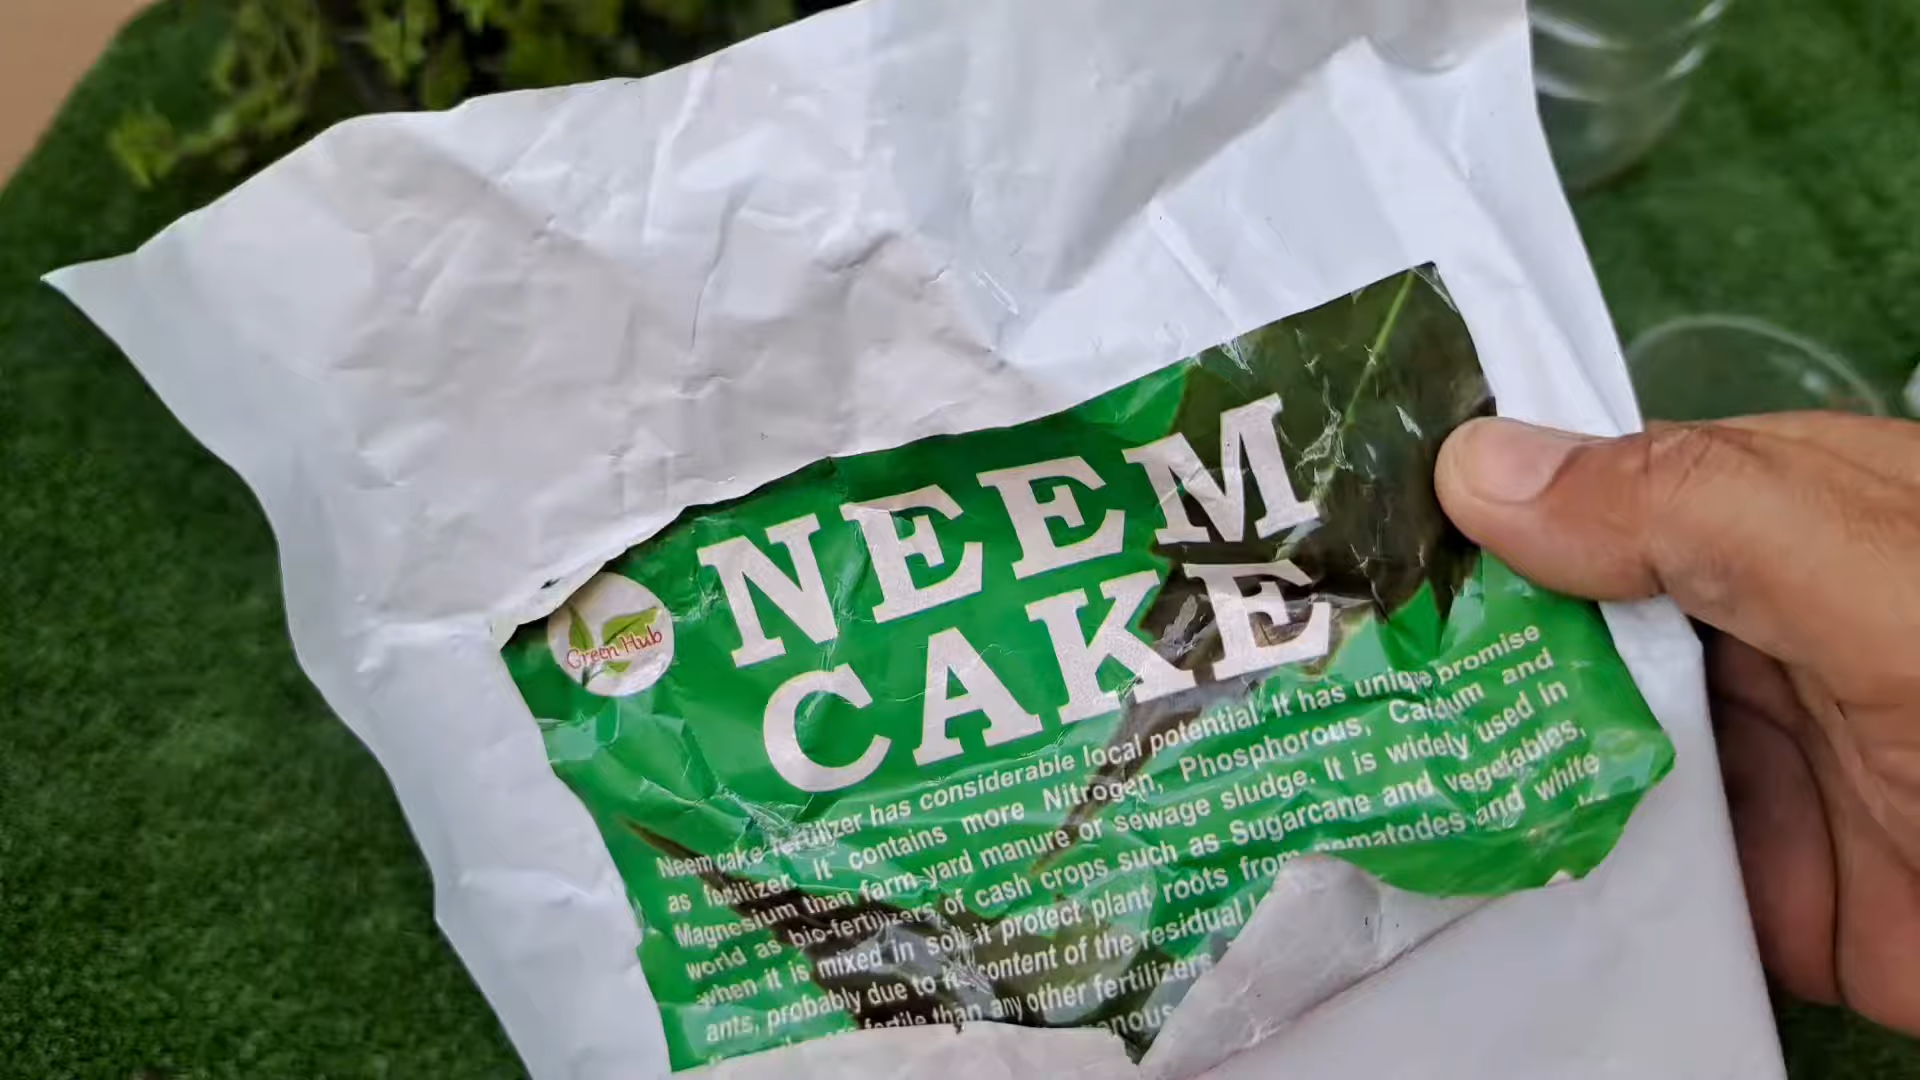 Green Hub
NEEM
CAKE
Neem cake fertilizer has considerable local potential. It has unique promise
as fertilizer. It contains more Nitrogen, Phosphorous, Calcium and
Magnesium than farm yard manure or sewage sludge. It is widely used in
world as bio-fertilizers of cash crops such as Sugarcane and vegetables,
when it is mixed in soil it protect plant roots from nematodes and white
ants, probably due to it content of the residual
fertile than any other fertilizers